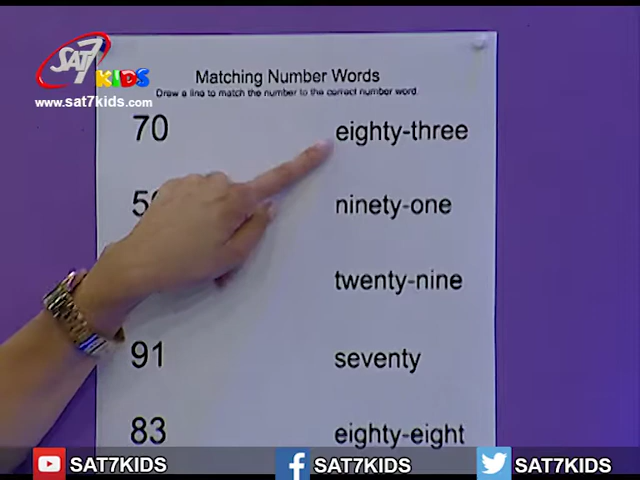 SAT7
KIDS
www.sat7kids.com
Matching Number Words
Draw a line to match the number to the correct number word.
70 eighty-three
ninety-one
twenty-nine
91 seventy
83 eighty-eight
SAT7KIDS SAT7KIDS SAT7KIDS